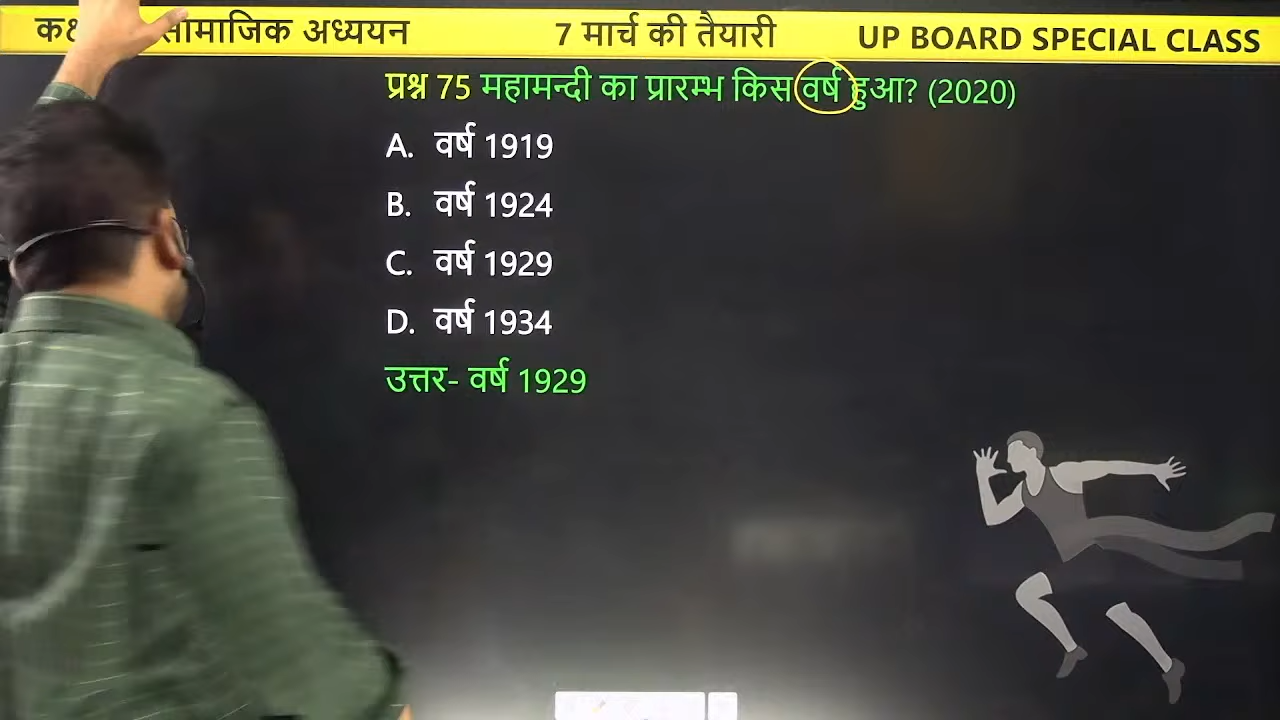 सामाजिक अध्ययन 7 मार्च की तैयारी UP BOARD SPECIAL CLASS
प्रश्न 75 महामन्दी का प्रारम्भ किस वर्ष हुआ? (2020)
A. वर्ष 1919
B. वर्ष 1924
C. वर्ष 1929
D. वर्ष 1934
उत्तर- वर्ष 1929